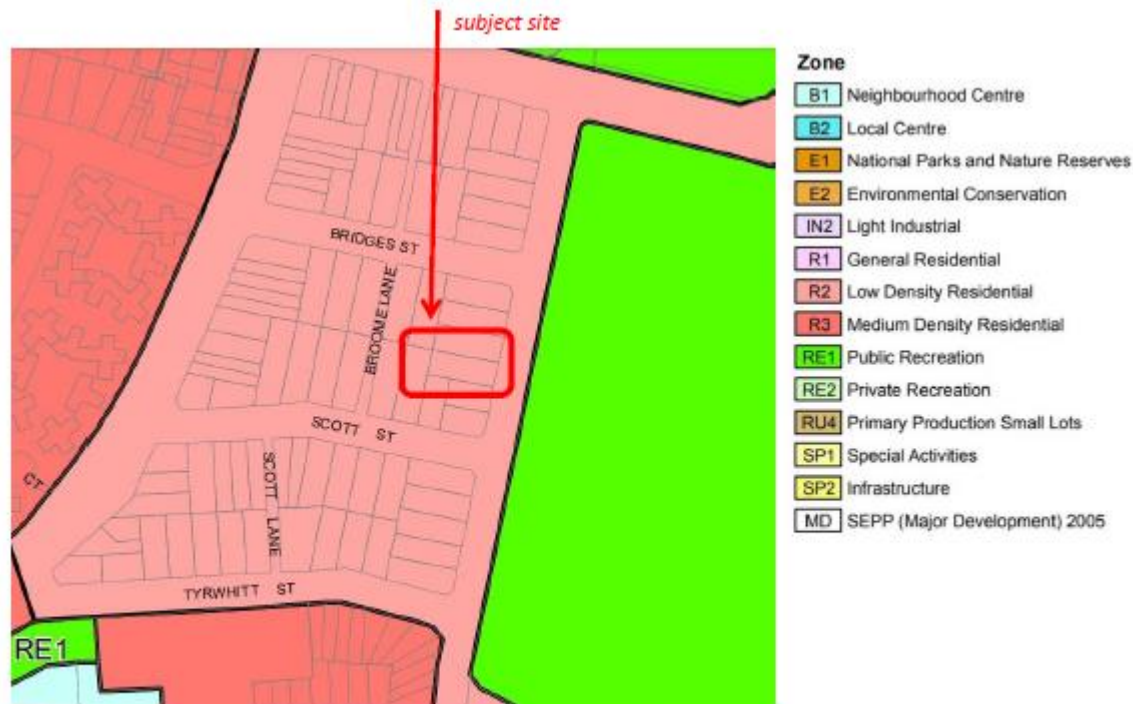 subject site
BRIDGES ST
BROOME LANE
SCOTT ST
SCOTT LANE
CT
TYRWHITT ST
RE1
Zone
B1 Neighbourhood Centre
B2 Local Centre
E1 National Parks and Nature Reserves
E2 Environmental Conservation
IN2 Light Industrial
R1 General Residential
R2 Low Density Residential
R3 Medium Density Residential
RE1 Public Recreation
RE2 Private Recreation
RU4 Primary Production Small Lots
SP1 Special Activities
SP2 Infrastructure
MD SEPP (Major Development) 2005